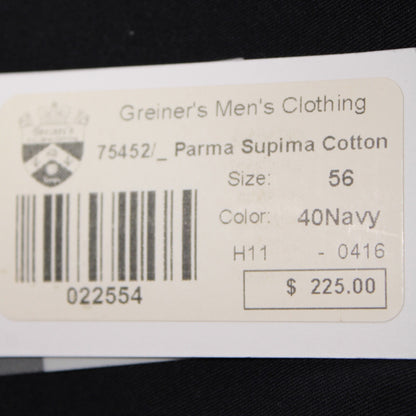 Greiner's Men's Clothing
75452/_ Parma Supima Cotton
Size: 56
Color: 40Navy
H11 - 0416
022554
$ 225.00